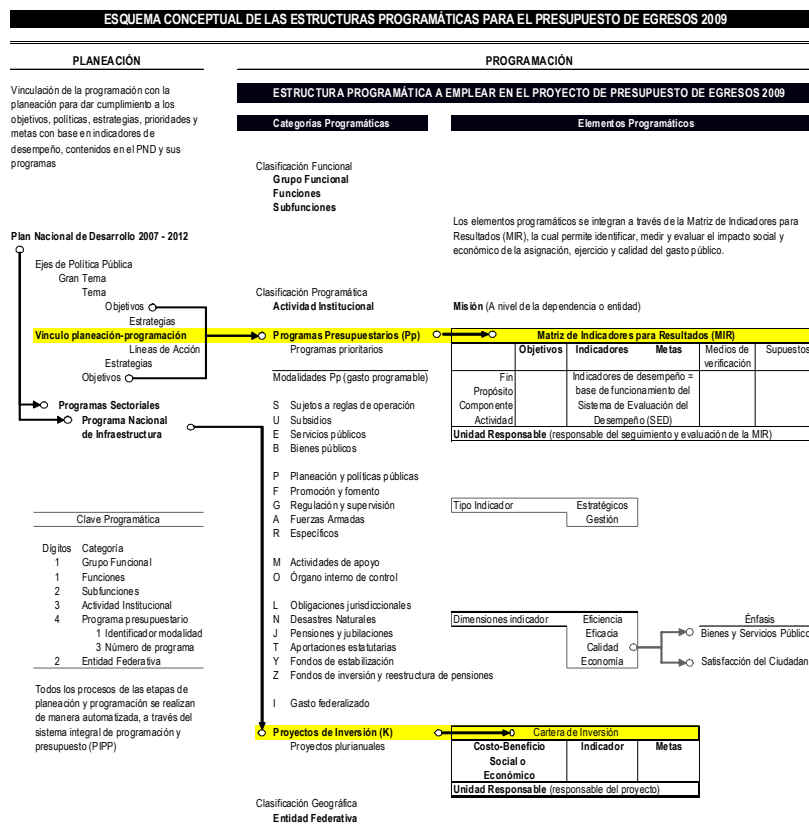 ESQUEMA CONCEPTUAL DE LAS ESTRUCTURAS PROGRAMÁTICAS PARA EL PRESUPUESTO DE EGRESOS 2009
PLANEACIÓN
Vinculación de la programación con la
planeación para dar cumplimiento a los
objetivos, políticas, estrategias, prioridades y
metas con base en indicadores de
desempeño, contenidos en el PND y sus
programas
Plan Nacional de Desarrollo 2007 - 2012
Ejes de Política Pública
Gran Tema
Tema
Objetivos
Estrategias
Vínculo planeación-programación
Líneas de Acción
Estrategias
Objetivos
Programas Sectoriales
Programa Nacional
de Infraestructura
Clave Programática
Dígitos Categoría
1 Grupo Funcional
1 Funciones
2 Subfunciones
3 Actividad Institucional
4 Programa presupuestario
1 Identificador modalidad
3 Número de programa
2 Entidad Federativa
Todos los procesos de las etapas de
planeación y programación se realizan
de manera automatizada, a través del
sistema integral de programación y
presupuesto (PIPP)
PROGRAMACIÓN
ESTRUCTURA PROGRAMÁTICA A EMPLEAR EN EL PROYECTO DE PRESUPUESTO DE EGRESOS 2009
Categorías Programáticas
Clasificación Funcional
Grupo Funcional
Funciones
Subfunciones
Clasificación Programática
Actividad Institucional
Programas Presupuestarios (Pp)
Programas prioritarios
Modalidades Pp (gasto programable)
S Sujetos a reglas de operación
U Subsidios
E Servicios públicos
B Bienes públicos
P Planeación y políticas públicas
F Promoción y fomento
G Regulación y supervisión
A Fuerzas Armadas
R Específicos
M Actividades de apoyo
O Órgano interno de control
L Obligaciones jurisdiccionales
N Desastres Naturales
J Pensiones y jubilaciones
T Aportaciones estatutarias
Y Fondos de estabilización
Z Fondos de inversión y reestructura de pensiones
I Gasto federalizado
Proyectos de Inversión (K)
Proyectos plurianuales
Clasificación Geográfica
Entidad Federativa
Elementos Programáticos
Los elementos programáticos se integran a través de la Matriz de Indicadores para
Resultados (MIR), la cual permite identificar, medir y evaluar el impacto social y
económico de la asignación, ejercicio y calidad del gasto público.
Misión (A nivel de la dependencia o entidad)
Matriz de Indicadores para Resultados (MIR)
Objetivos Indicadores Metas Medios de Supuestos
verificación
Fin Indicadores de desempeño =
Propósito base de funcionamiento del
Componente Sistema de Evaluación del
Actividad Desempeño (SED)
Unidad Responsable (responsable del seguimiento y evaluación de la MIR)
Tipo Indicador Estratégicos
Gestión
Dimensiones indicador Eficiencia Énfasis
Eficacia Bienes y Servicios Público
Calidad
Economía Satisfacción del Ciudadan
Cartera de Inversión
Costo-Beneficio Indicador Metas
Social o
Económico
Unidad Responsable (responsable del proyecto)